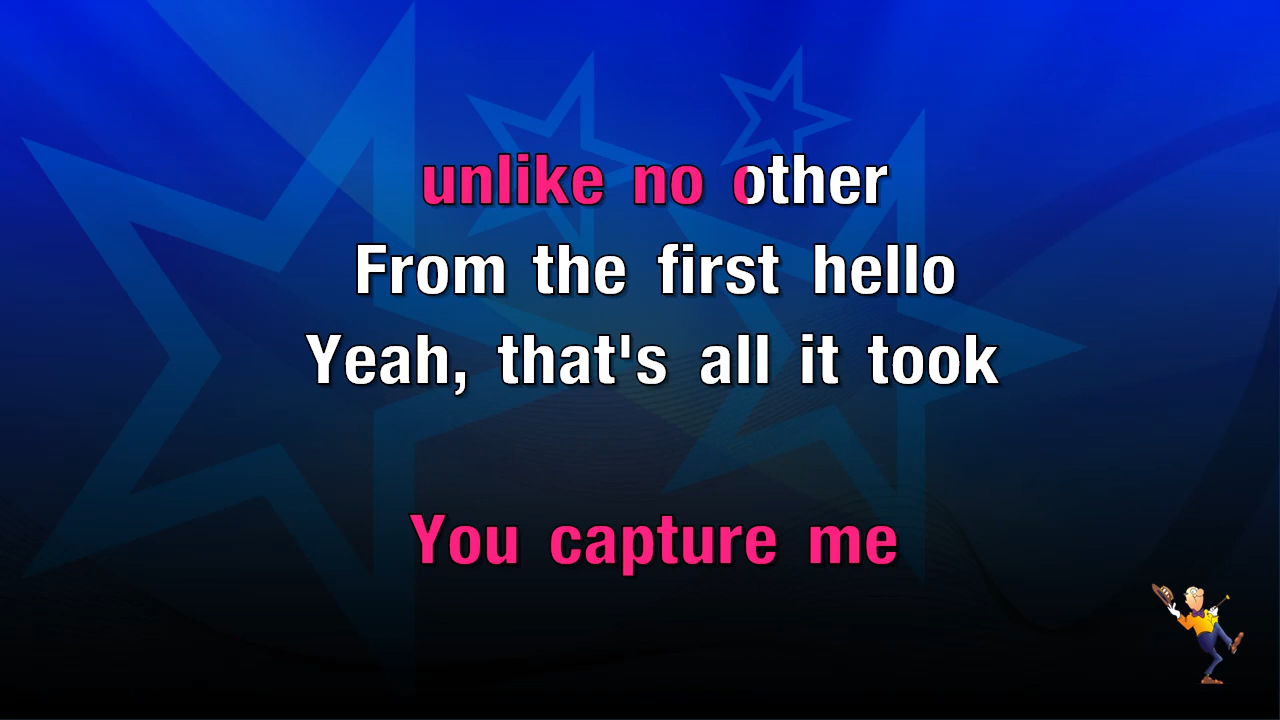 unlike no other
From the first hello
Yeah, that's all it took
You capture me